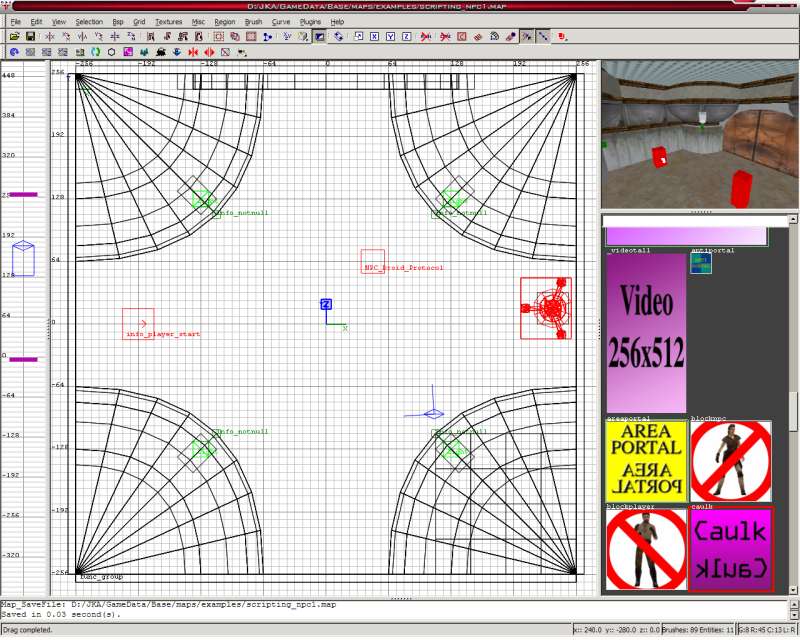 D:/JKA/GameData/Base/maps/examples/scripting_npc1.map
File Edit View Selection Bsp Grid Textures Misc Region Brush Curve Plugins Help
X Y Z
-256 -192 -128 -64 0 64 128 192 256
448
256
384
192
320
128
info_notnull info_notnull
192
64
NPC_Droid_Protocol
128
64
Z
0
X
info_player_start
0
-64
-64
info_notnull info_notnull
-128
-128
-192
-192
-256
-320
-256
func_group
_videotall antiportal
Video
256x512
areaportal blocknpc
AREA
PORTAL
AREA
PORTAL
blockplayer caulk
Caulk
Caulk
Map_SaveFile: D:/JKA/GameData/Base/maps/examples/scripting_npc1.map
Saved in 0.03 second(s).
Drag completed.
x:: 240.0 y:: -280.0 z:: 0.0 Brushes: 89 Entities: 11 G:8 R:45 C:13 L: R